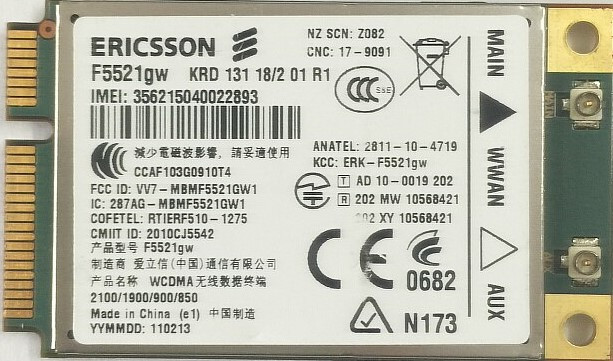 ERICSSON
F5521gw KRD 131 18/2 01 R1
IMEI: 356215040022893
減少電磁波影響，請妥適使用
CCAF103G0910T4
FCC ID: VV7-MBMF5521GW1
IC: 287AG-MBMF5521GW1
COFETEL: RTIERF510-1275
CMIIT ID: 2010CJ5542
产品型号 F5521gw
制造商 爱立信(中国)通信有限公司
产品名称 WCDMA无线数据终端
2100/1900/900/850
Made in China (e1) 中国制造
YYMMDD: 110213
NZ SCN: Z082
CNC: 17-9091
CCC S&E
ANATEL: 2811-10-4719
KCC: ERK-F5521gw
T AD 10-0019 202
R 202 MW 10568421
202 XY 10568421
CE 0682
N173
MAIN
WWAN
AUX